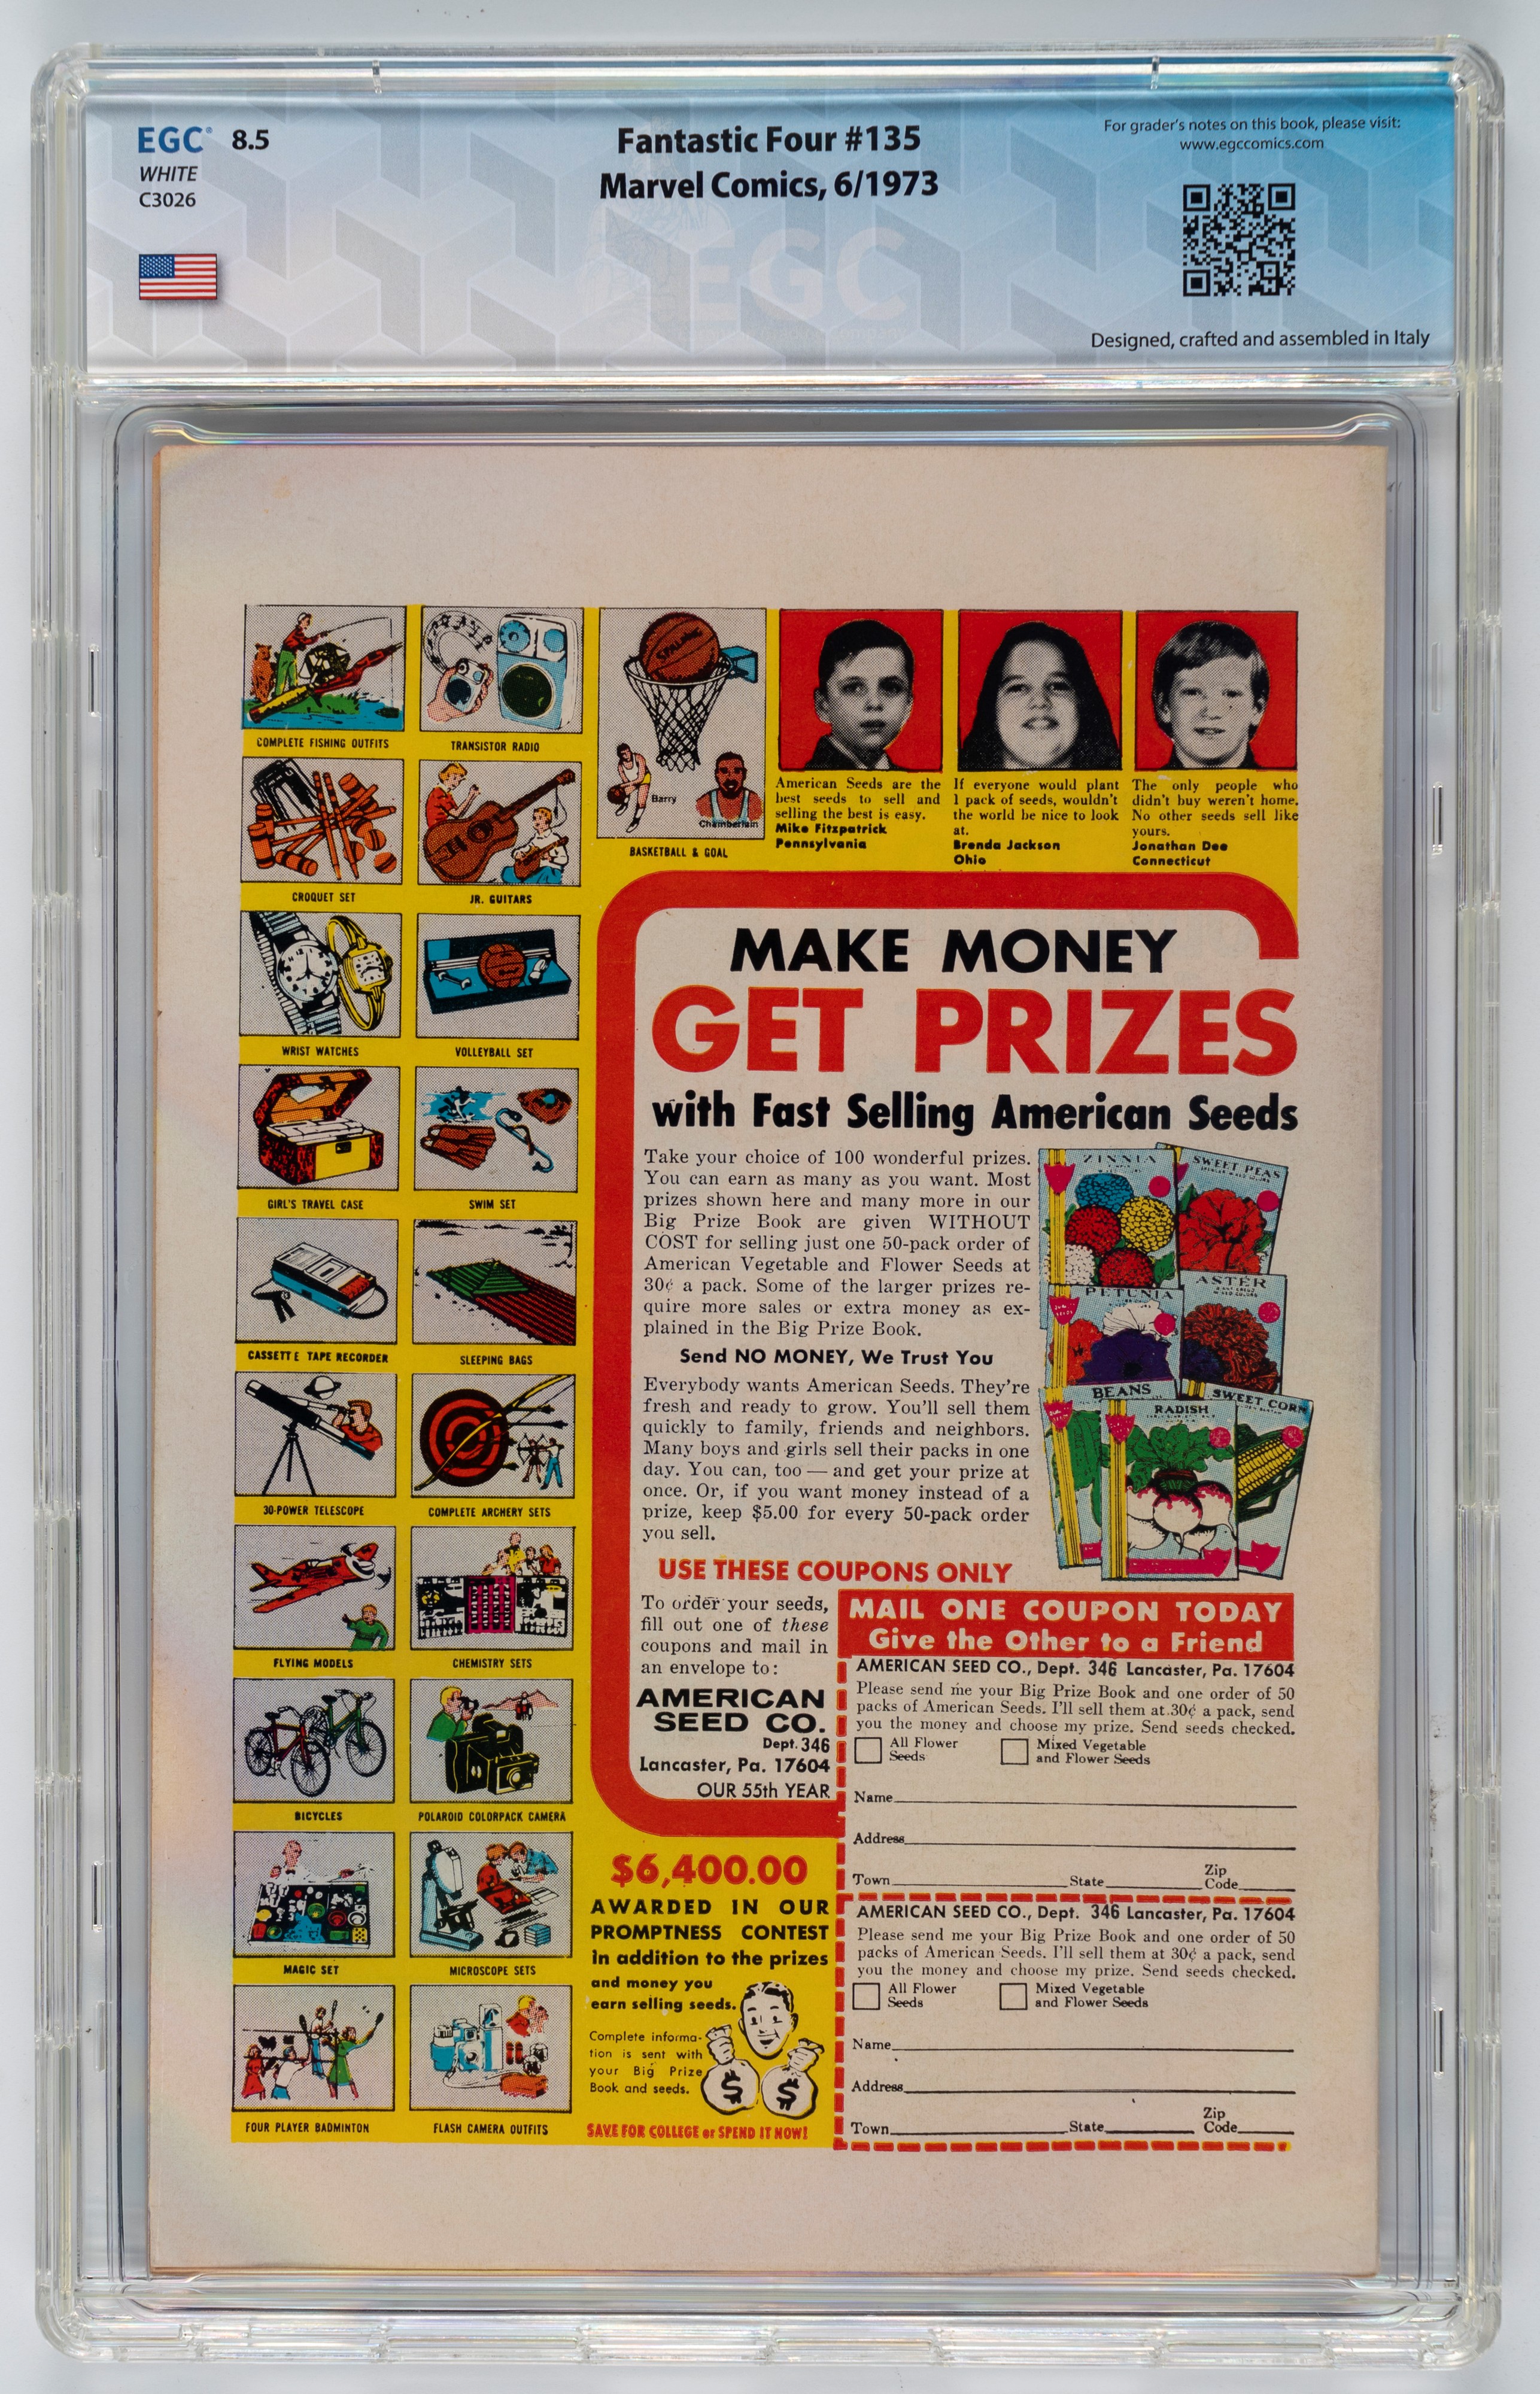 EGC® 8.5
WHITE
C3026
Fantastic Four #135
Marvel Comics, 6/1973
For grader's notes on this book, please visit:
www.egccomics.com
Designed, crafted and assembled in Italy
EGC
COMPLETE FISHING OUTFITS
TRANSISTOR RADIO
SPALDING
Barry
Chamberlain
BASKETBALL & GOAL
American Seeds are the
best seeds to sell and
selling the best is easy.
Mike Fitzpatrick
Pennsylvania
If everyone would plant
1 pack of seeds, wouldn't
the world be nice to look
at.
Brenda Jackson
Ohio
The only people who
didn't buy weren't home.
No other seeds sell like
yours.
Jonathan Dee
Connecticut
CROQUET SET
JR. GUITARS
WRIST WATCHES
VOLLEYBALL SET
GIRL'S TRAVEL CASE
SWIM SET
CASSETTE TAPE RECORDER
SLEEPING BAGS
30-POWER TELESCOPE
COMPLETE ARCHERY SETS
FLYING MODELS
CHEMISTRY SETS
BICYCLES
POLAROID COLORPACK CAMERA
MAGIC SET
MICROSCOPE SETS
FOUR PLAYER BADMINTON
FLASH CAMERA OUTFITS
MAKE MONEY
GET PRIZES
with Fast Selling American Seeds
Take your choice of 100 wonderful prizes.
You can earn as many as you want. Most
prizes shown here and many more in our
Big Prize Book are given WITHOUT
COST for selling just one 50-pack order of
American Vegetable and Flower Seeds at
30¢ a pack. Some of the larger prizes re-
quire more sales or extra money as ex-
plained in the Big Prize Book.
Send NO MONEY, We Trust You
Everybody wants American Seeds. They're
fresh and ready to grow. You'll sell them
quickly to family, friends and neighbors.
Many boys and girls sell their packs in one
day. You can, too — and get your prize at
once. Or, if you want money instead of a
prize, keep $5.00 for every 50-pack order
you sell.
ZINNIA
SWEET PEAS
PETUNIA
ASTER
BEANS
RADISH
SWEET CORN
USE THESE COUPONS ONLY
To order your seeds,
fill out one of these
coupons and mail in
an envelope to:
AMERICAN
SEED CO.
Dept. 346
Lancaster, Pa. 17604
OUR 55th YEAR
MAIL ONE COUPON TODAY
Give the Other to a Friend
AMERICAN SEED CO., Dept. 346 Lancaster, Pa. 17604
Please send me your Big Prize Book and one order of 50
packs of American Seeds. I'll sell them at 30¢ a pack, send
you the money and choose my prize. Send seeds checked.
All Flower
Seeds
Mixed Vegetable
and Flower Seeds
Name
Address
Town State Zip
Code
AMERICAN SEED CO., Dept. 346 Lancaster, Pa. 17604
Please send me your Big Prize Book and one order of 50
packs of American Seeds. I'll sell them at 30¢ a pack, send
you the money and choose my prize. Send seeds checked.
All Flower
Seeds
Mixed Vegetable
and Flower Seeds
Name
Address
Town State Zip
Code
$6,400.00
AWARDED IN OUR
PROMPTNESS CONTEST
in addition to the prizes
and money you
earn selling seeds.
Complete informa-
tion is sent with
your Big Prize
Book and seeds.
$ $
SAVE FOR COLLEGE or SPEND IT NOW!